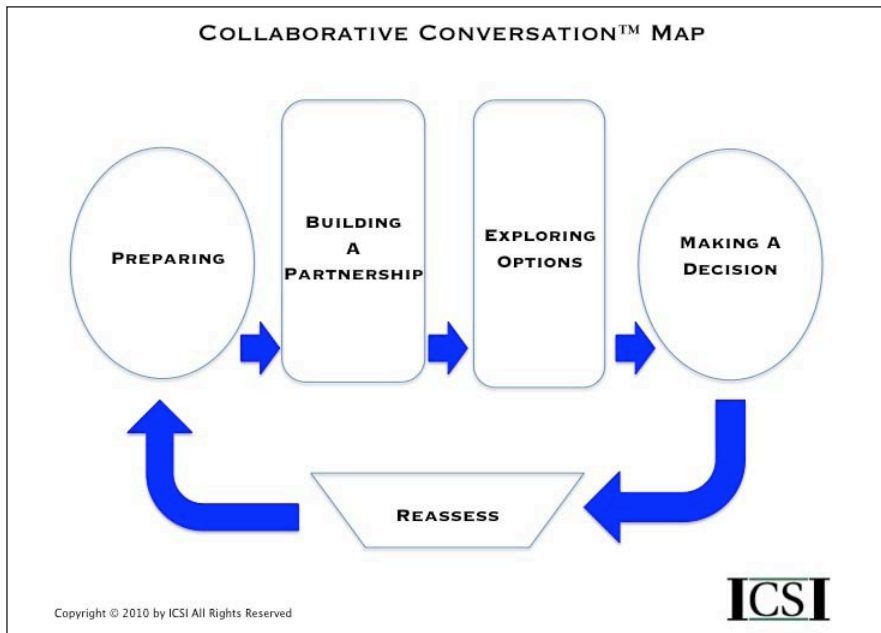 COLLABORATIVE CONVERSATION™ MAP
PREPARING
BUILDING
A
PARTNERSHIP
EXPLORING
OPTIONS
MAKING A
DECISION
REASSESS
Copyright © 2010 by ICSI All Rights Reserved
ICSI